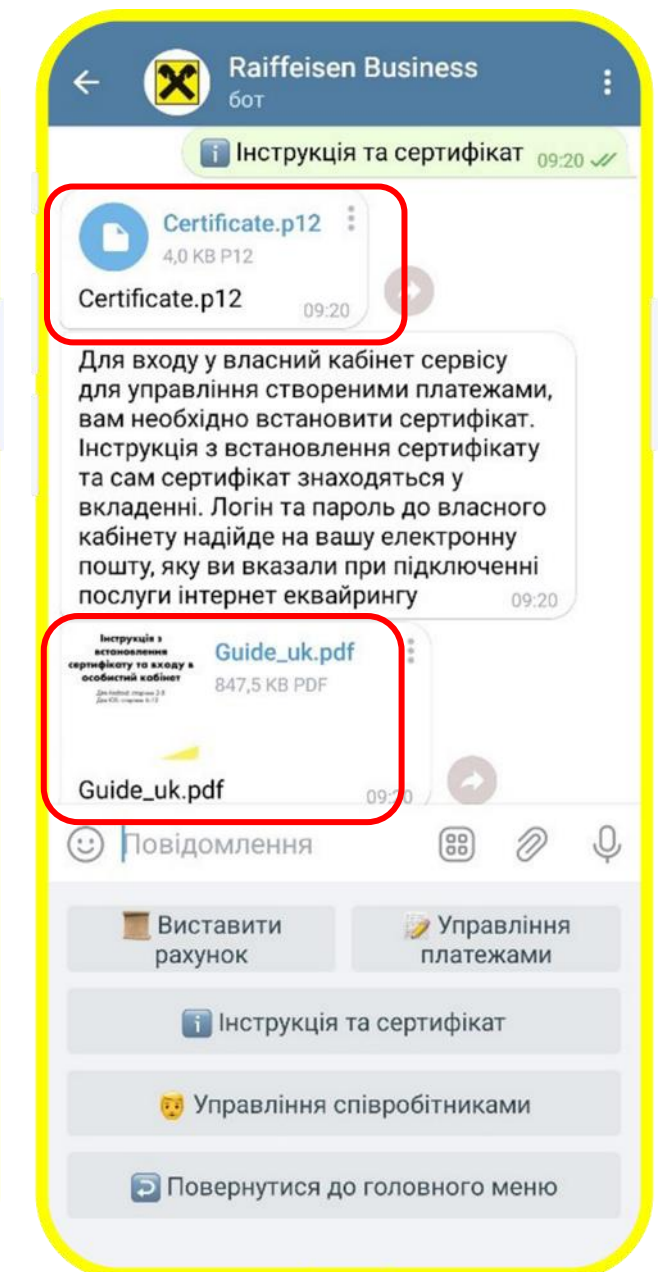 Raiffeisen Business
бот
Інструкція та сертифікат 09:20
Certificate.p12
4,0 KB P12
Certificate.p12 09:20
Для входу у власний кабінет сервісу
для управління створеними платежами,
вам необхідно встановити сертифікат.
Інструкція з встановлення сертифікату
та сам сертифікат знаходяться у
вкладенні. Логін та пароль до власного
кабінету надійде на вашу електронну
пошту, яку ви вказали при підключенні
послуги інтернет еквайрингу 09:20
Інструкція з
встановлення
сертифікату та входу в
особистий кабінет
Guide_uk.pdf
847,5 KB PDF
Guide_uk.pdf 09:20
Повідомлення
Виставити
рахунок
Управління
платежами
Інструкція та сертифікат
Управління співробітниками
Повернутися до головного меню